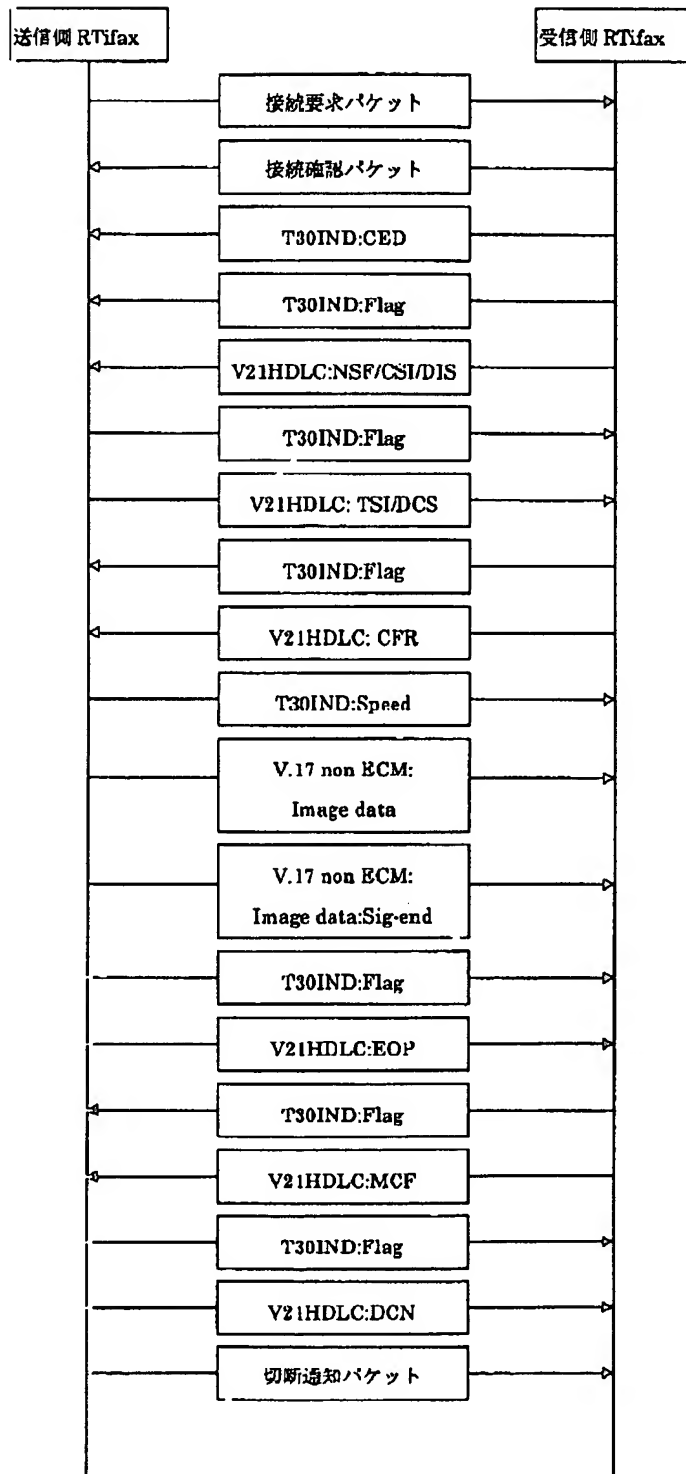 送信側 RTifax
受信側 RTifax
接続要求パケット
接続確認パケット
T30IND:CED
T30IND:Flag
V21HDLC:NSF/CSI/DIS
T30IND:Flag
V21HDLC: TSI/DCS
T30IND:Flag
V21HDLC: CFR
T30IND:Speed
V.17 non ECM:
Image data
V.17 non ECM:
Image data:Sig-end
T30IND:Flag
V21HDLC:EOP
T30IND:Flag
V21HDLC:MCF
T30IND:Flag
V21HDLC:DCN
切断通知パケット